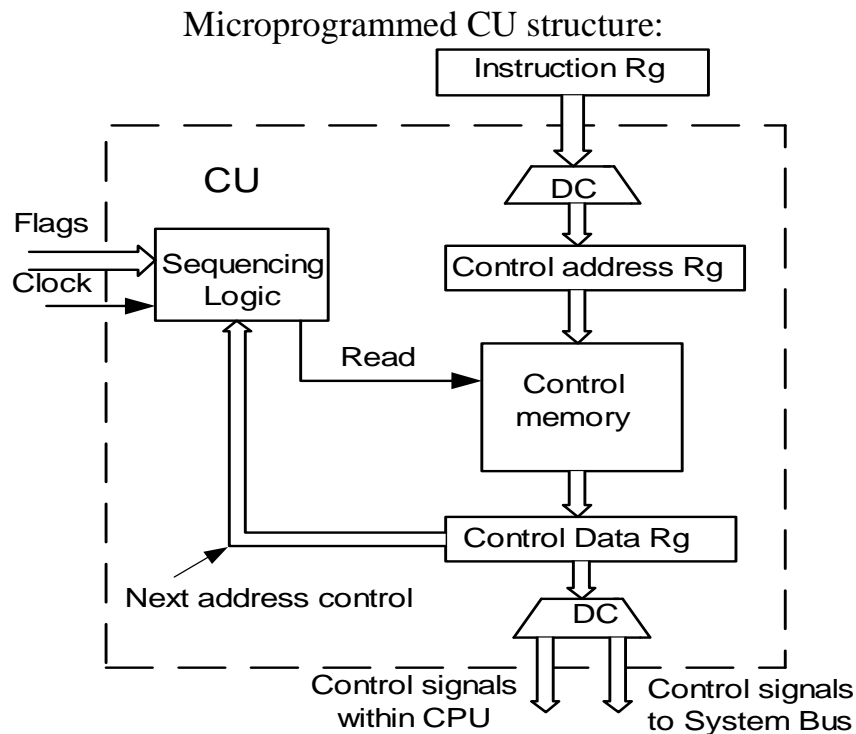 Microprogrammed CU structure:
Instruction Rg
CU
DC
Flags
Clock
Sequencing
Logic
Control address Rg
Read
Control
memory
Control Data Rg
Next address control
DC
Control signals
within CPU
Control signals
to System Bus